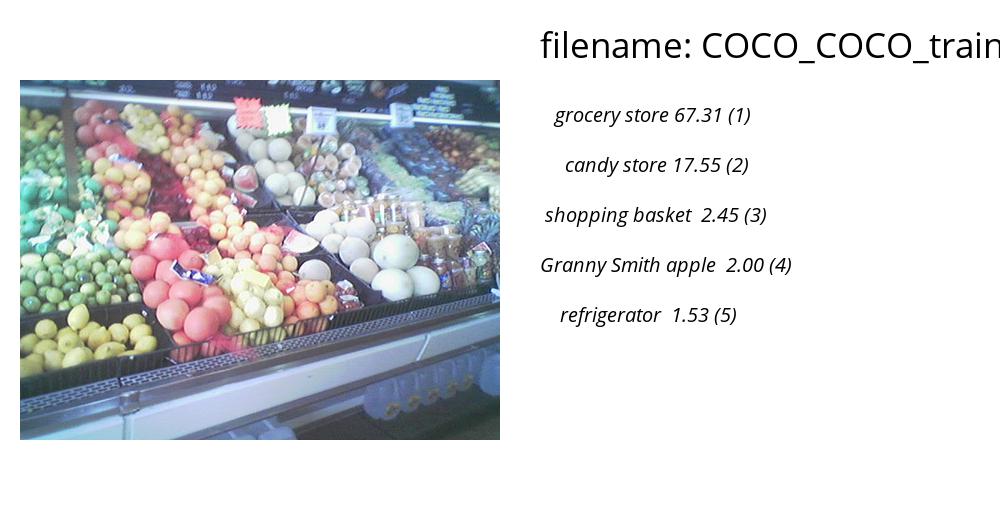 filename: COCO_COCO_train
grocery store 67.31 (1)
candy store 17.55 (2)
shopping basket 2.45 (3)
Granny Smith apple 2.00 (4)
refrigerator 1.53 (5)